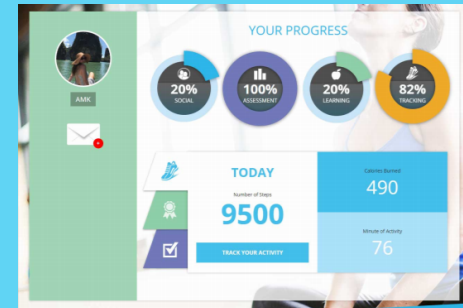 YOUR PROGRESS
AMK
20%
SOCIAL
100%
ASSESSMENT
20%
LEARNING
82%
TRACKING
TODAY
Number of Steps
9500
TRACK YOUR ACTIVITY
Calories Burned
490
Minute of Activity
76